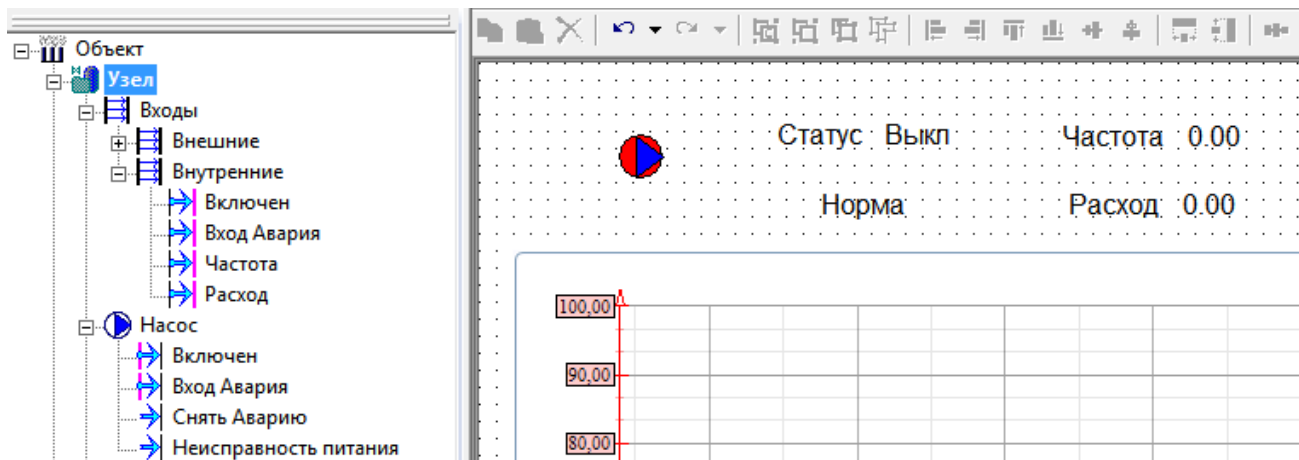 Объект
Узел
Входы
Внешние
Внутренние
Включен
Вход Авария
Частота
Расход
Насос
Включен
Вход Авария
Снять Аварию
Неисправность питания
Статус Выкл Частота 0.00
Норма Расход 0.00
100,00
90,00
80,00